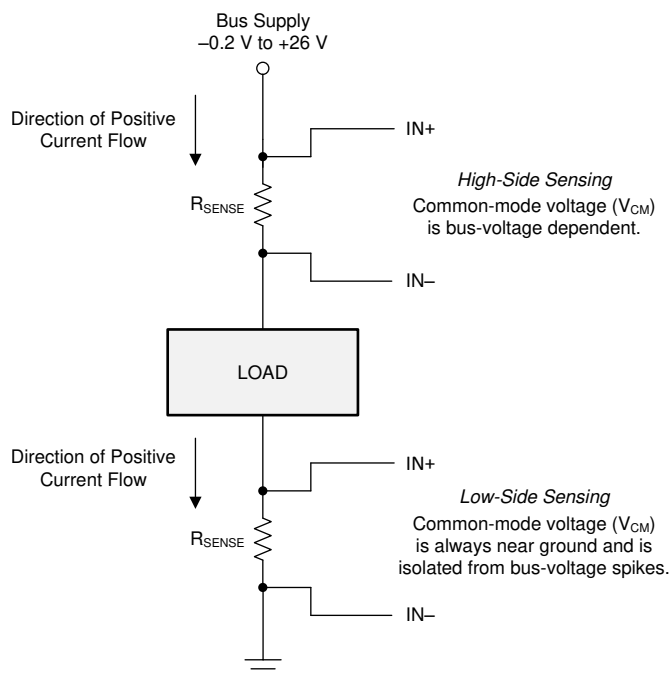 Bus Supply
–0.2 V to +26 V
Direction of Positive
Current Flow
IN+
RSENSE
High-Side Sensing
Common-mode voltage (VCM)
is bus-voltage dependent.
IN–
LOAD
Direction of Positive
Current Flow
IN+
RSENSE
Low-Side Sensing
Common-mode voltage (VCM)
is always near ground and is
isolated from bus-voltage spikes.
IN–